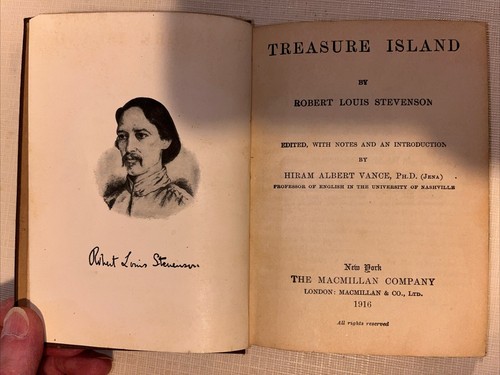 Robert Louis Stevenson
TREASURE ISLAND
BY
ROBERT LOUIS STEVENSON
EDITED, WITH NOTES AND AN INTRODUCTION
BY
HIRAM ALBERT VANCE, PH.D. (JENA)
PROFESSOR OF ENGLISH IN THE UNIVERSITY OF NASHVILLE
New York
THE MACMILLAN COMPANY
LONDON: MACMILLAN & CO., LTD.
1916
All rights reserved